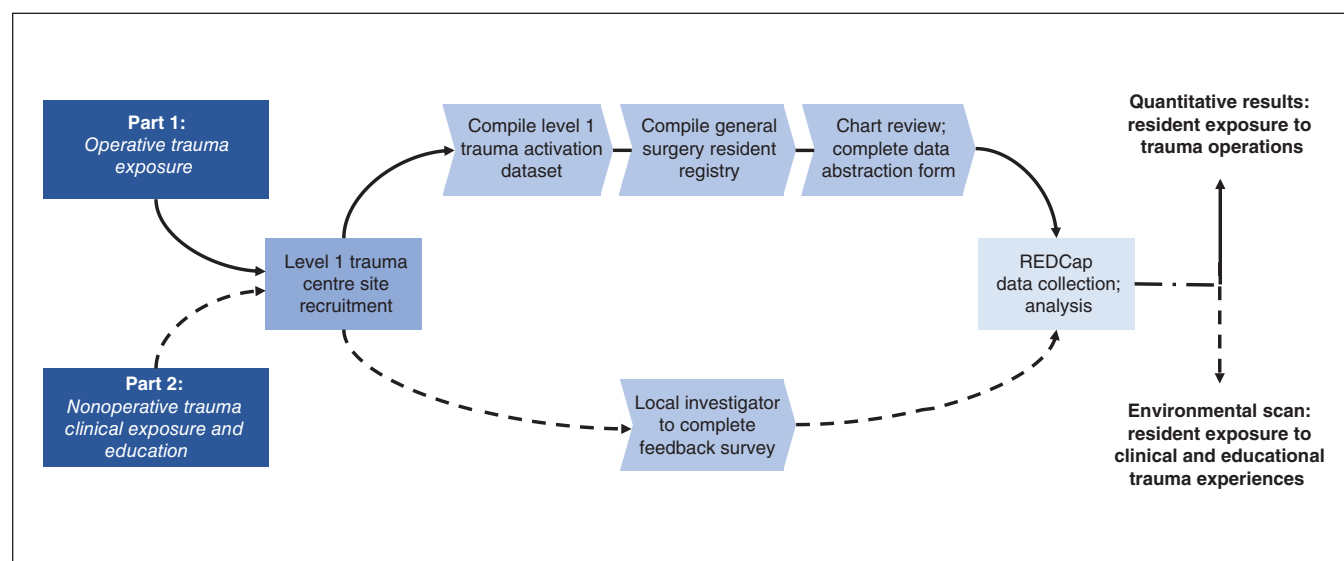 Part 1:
Operative trauma
exposure
Part 2:
Nonoperative trauma
clinical exposure and
education
Level 1 trauma
centre site
recruitment
Compile level 1
trauma activation
dataset
Compile general
surgery resident
registry
Chart review;
complete data
abstraction form
Local investigator
to complete
feedback survey
REDCap
data collection;
analysis
Quantitative results:
resident exposure to
trauma operations
Environmental scan:
resident exposure to
clinical and educational
trauma experiences